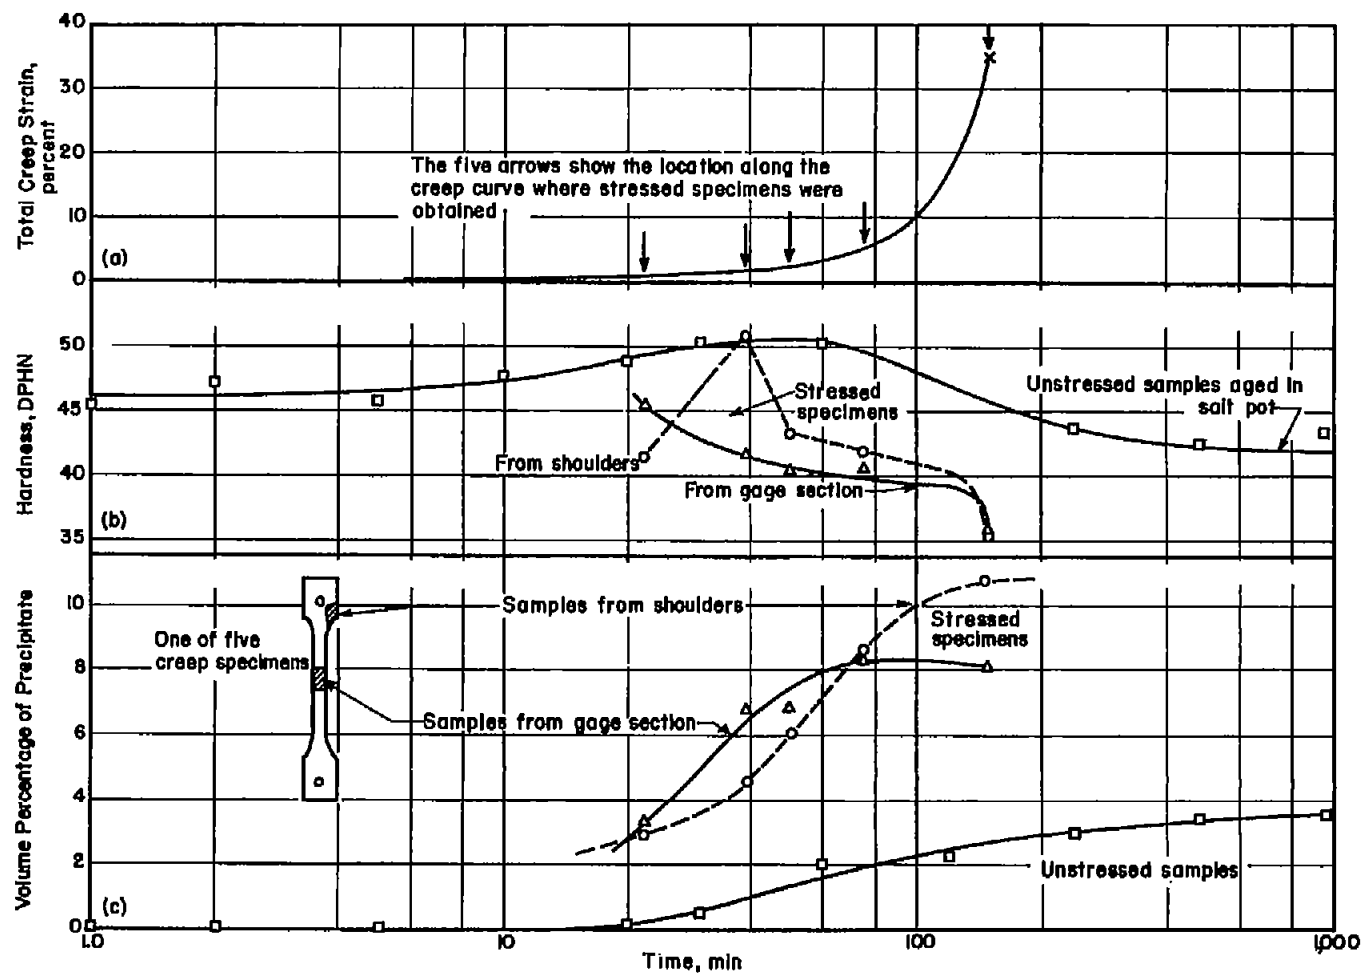 40
30
20
10
0
Total Creep Strain,
percent
The five arrows show the location along the
creep curve where stressed specimens were
obtained
(a)
50
45
40
35
Hardness, DPHN
Stressed
specimens
Unstressed samples aged in
salt pot
From shoulders
From gage section
(b)
10
8
6
4
2
0
Volume Percentage of Precipitate
Samples from shoulders
One of five
creep specimens
Stressed
specimens
Samples from gage section
Unstressed samples
(c)
1.0
10
100
1,000
Time, min